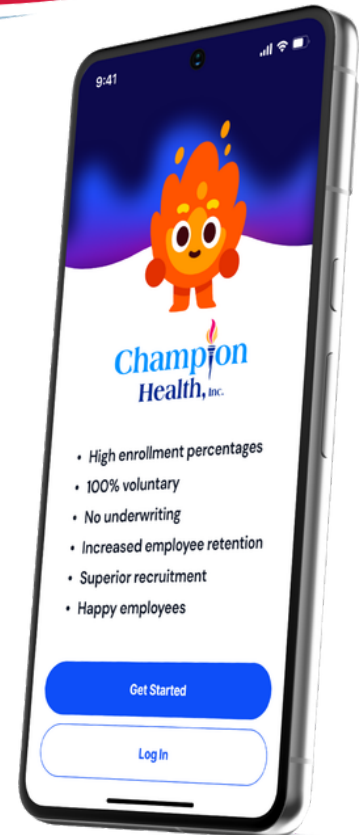 9:41
Champion
Health, Inc.
• High enrollment percentages
• 100% voluntary
• No underwriting
• Increased employee retention
• Superior recruitment
• Happy employees
Get Started
Log In